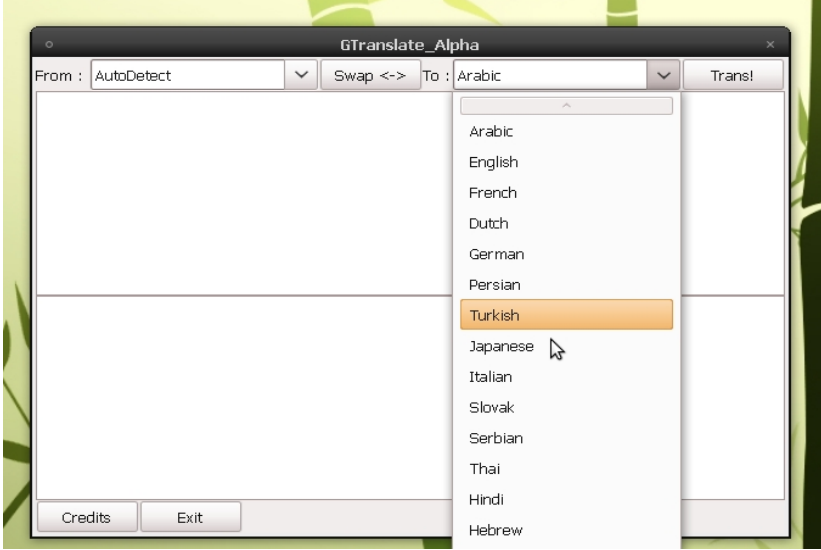 GTranslate_Alpha
From : AutoDetect Swap <-> To : Arabic Trans!
Arabic
English
French
Dutch
German
Persian
Turkish
Japanese
Italian
Slovak
Serbian
Thai
Hindi
Hebrew
Credits Exit